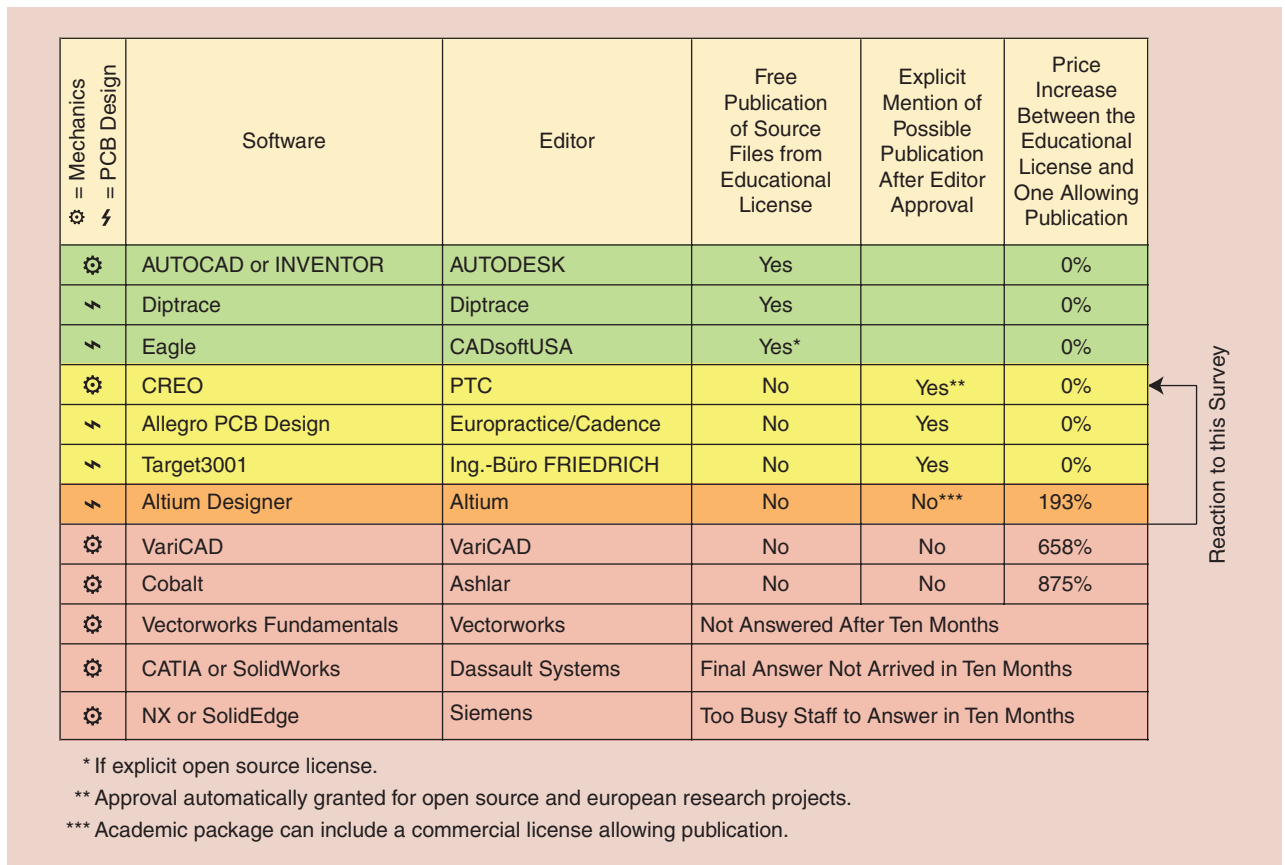 = Mechanics
= PCB Design
Software
Editor
Free
Publication
of Source
Files from
Educational
License
Explicit
Mention of
Possible
Publication
After Editor
Approval
Price
Increase
Between the
Educational
License and
One Allowing
Publication
AUTOCAD or INVENTOR AUTODESK Yes 0%
Diptrace Diptrace Yes 0%
Eagle CADsoftUSA Yes* 0%
CREO PTC No Yes** 0%
Allegro PCB Design Europractice/Cadence No Yes 0%
Target3001 Ing.-Büro FRIEDRICH No Yes 0%
Altium Designer Altium No No*** 193%
VariCAD VariCAD No No 658%
Cobalt Ashlar No No 875%
Vectorworks Fundamentals Vectorworks Not Answered After Ten Months
CATIA or SolidWorks Dassault Systems Final Answer Not Arrived in Ten Months
NX or SolidEdge Siemens Too Busy Staff to Answer in Ten Months
Reaction to this Survey
* If explicit open source license.
** Approval automatically granted for open source and european research projects.
*** Academic package can include a commercial license allowing publication.